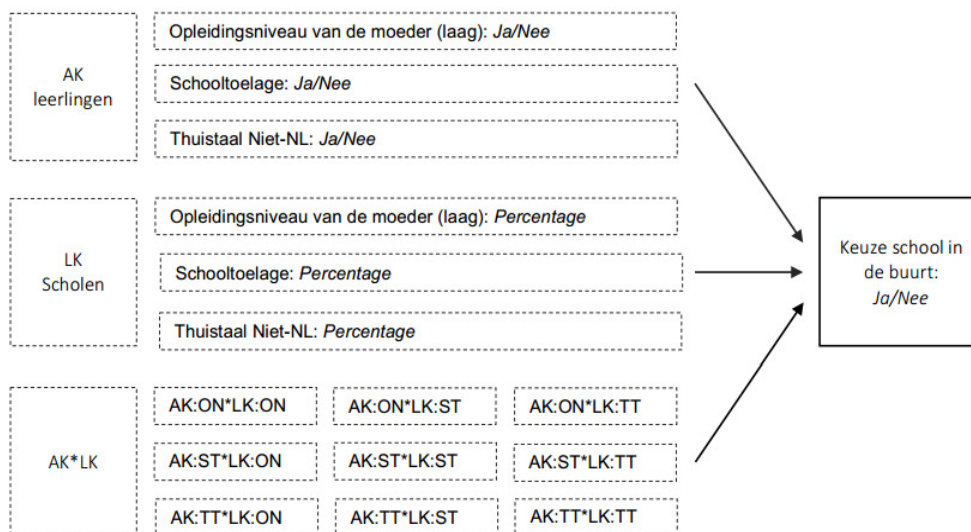 AK
leerlingen
Opleidingsniveau van de moeder (laag): Ja/Nee
Schooltoelage: Ja/Nee
Thuistaal Niet-NL: Ja/Nee
LK
Scholen
Opleidingsniveau van de moeder (laag): Percentage
Schooltoelage: Percentage
Thuistaal Niet-NL: Percentage
Keuze school in
de buurt:
Ja/Nee
AK*LK
AK:ON*LK:ON
AK:ON*LK:ST
AK:ON*LK:TT
AK:ST*LK:ON
AK:ST*LK:ST
AK:ST*LK:TT
AK:TT*LK:ON
AK:TT*LK:ST
AK:TT*LK:TT